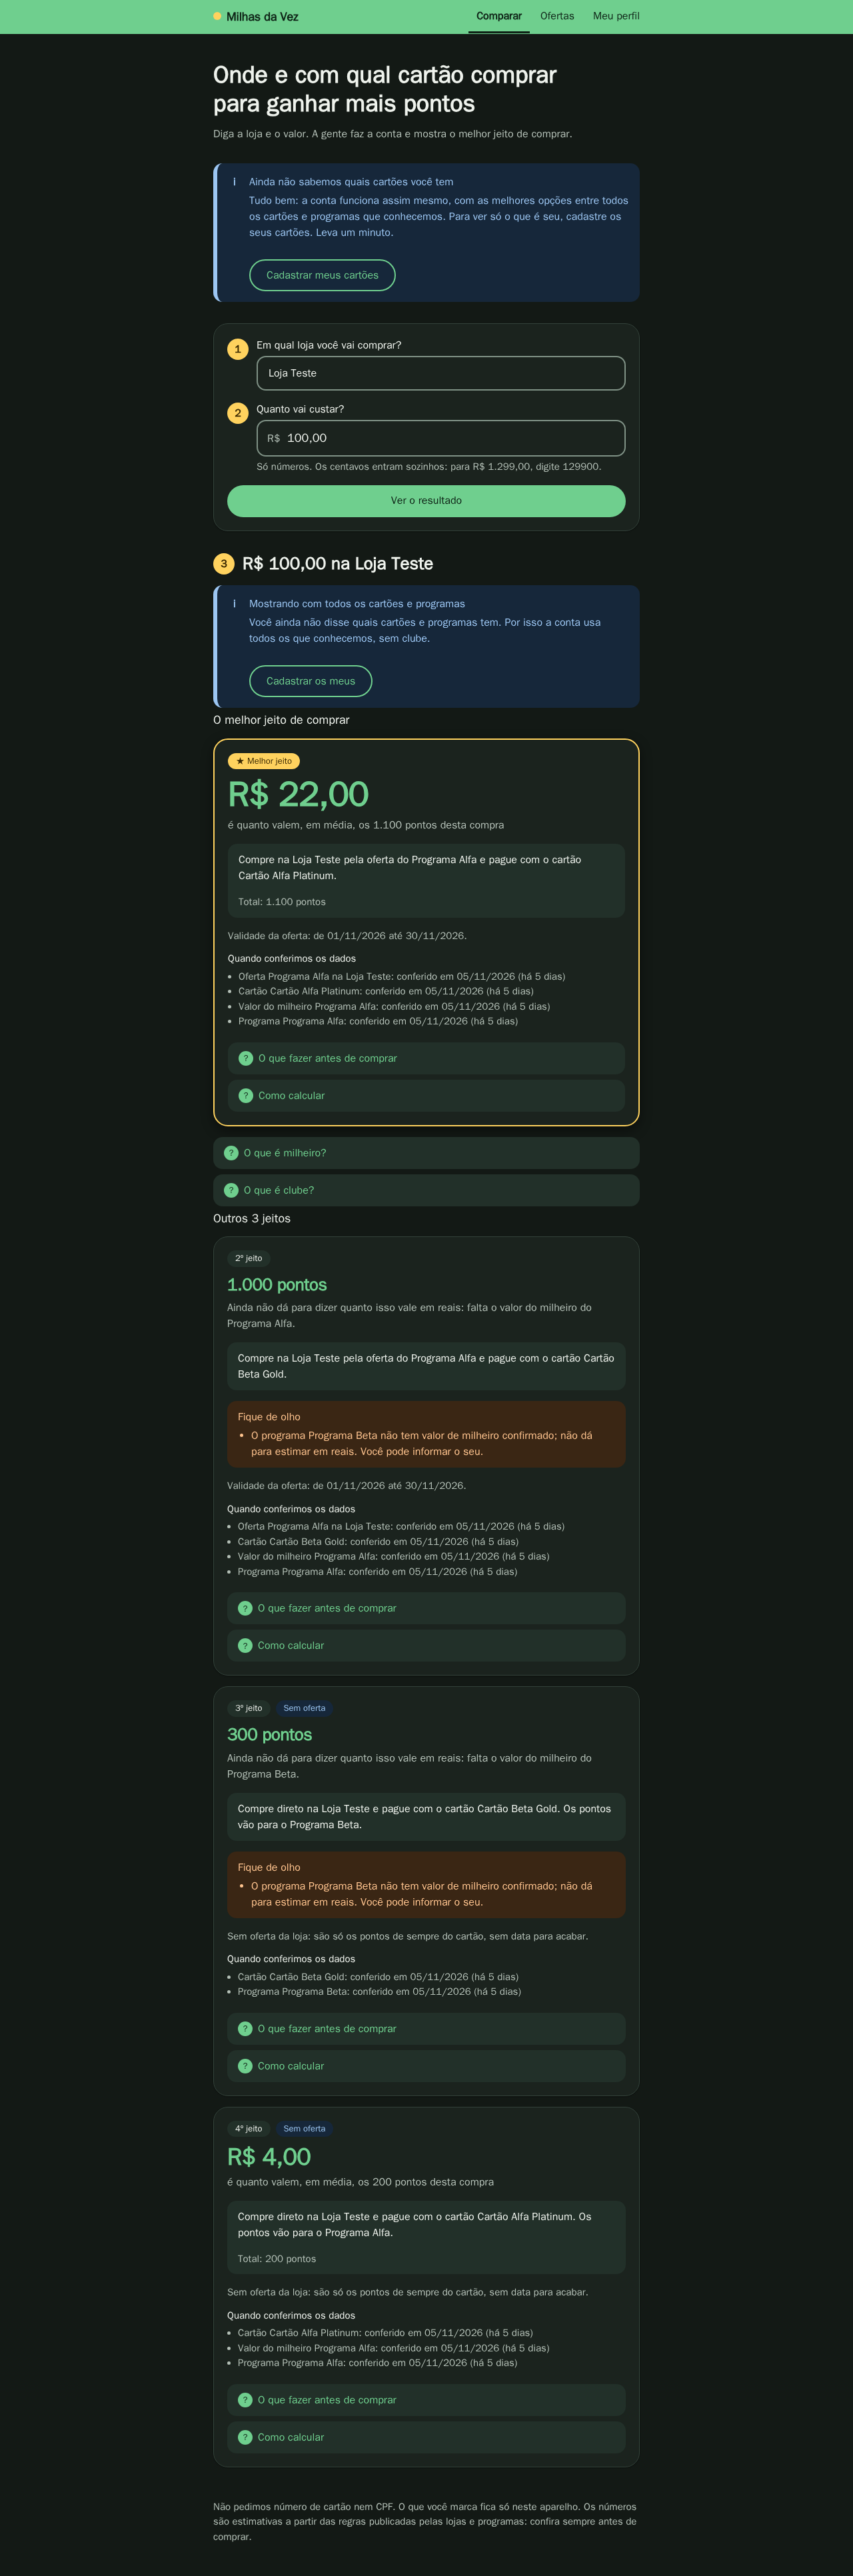 Milhas da Vez
Comparar
Ofertas
Meu perfil
Onde e com qual cartão comprar
para ganhar mais pontos
Diga a loja e o valor. A gente faz a conta e mostra o melhor jeito de comprar.
i
Ainda não sabemos quais cartões você tem
Tudo bem: a conta funciona assim mesmo, com as melhores opções entre todos
os cartões e programas que conhecemos. Para ver só o que é seu, cadastre os
seus cartões. Leva um minuto.
Cadastrar meus cartões
1
Em qual loja você vai comprar?
Loja Teste
2
Quanto vai custar?
R$ 100,00
Só números. Os centavos entram sozinhos: para R$ 1.299,00, digite 129900.
Ver o resultado
3
R$ 100,00 na Loja Teste
i
Mostrando com todos os cartões e programas
Você ainda não disse quais cartões e programas tem. Por isso a conta usa
todos os que conhecemos, sem clube.
Cadastrar os meus
O melhor jeito de comprar
★ Melhor jeito
R$ 22,00
é quanto valem, em média, os 1.100 pontos desta compra
Compre na Loja Teste pela oferta do Programa Alfa e pague com o cartão
Cartão Alfa Platinum.
Total: 1.100 pontos
Validade da oferta: de 01/11/2026 até 30/11/2026.
Quando conferimos os dados
• Oferta Programa Alfa na Loja Teste: conferido em 05/11/2026 (há 5 dias)
• Cartão Cartão Alfa Platinum: conferido em 05/11/2026 (há 5 dias)
• Valor do milheiro Programa Alfa: conferido em 05/11/2026 (há 5 dias)
• Programa Programa Alfa: conferido em 05/11/2026 (há 5 dias)
? O que fazer antes de comprar
? Como calcular
? O que é milheiro?
? O que é clube?
Outros 3 jeitos
2º jeito
1.000 pontos
Ainda não dá para dizer quanto isso vale em reais: falta o valor do milheiro do
Programa Alfa.
Compre na Loja Teste pela oferta do Programa Alfa e pague com o cartão Cartão
Beta Gold.
Fique de olho
• O programa Programa Beta não tem valor de milheiro confirmado; não dá
para estimar em reais. Você pode informar o seu.
Validade da oferta: de 01/11/2026 até 30/11/2026.
Quando conferimos os dados
• Oferta Programa Alfa na Loja Teste: conferido em 05/11/2026 (há 5 dias)
• Cartão Cartão Beta Gold: conferido em 05/11/2026 (há 5 dias)
• Valor do milheiro Programa Alfa: conferido em 05/11/2026 (há 5 dias)
• Programa Programa Alfa: conferido em 05/11/2026 (há 5 dias)
? O que fazer antes de comprar
? Como calcular
3º jeito
Sem oferta
300 pontos
Ainda não dá para dizer quanto isso vale em reais: falta o valor do milheiro do
Programa Beta.
Compre direto na Loja Teste e pague com o cartão Cartão Beta Gold. Os pontos
vão para o Programa Beta.
Fique de olho
• O programa Programa Beta não tem valor de milheiro confirmado; não dá
para estimar em reais. Você pode informar o seu.
Sem oferta da loja: são só os pontos de sempre do cartão, sem data para acabar.
Quando conferimos os dados
• Cartão Cartão Beta Gold: conferido em 05/11/2026 (há 5 dias)
• Programa Programa Beta: conferido em 05/11/2026 (há 5 dias)
? O que fazer antes de comprar
? Como calcular
4º jeito
Sem oferta
R$ 4,00
é quanto valem, em média, os 200 pontos desta compra
Compre direto na Loja Teste e pague com o cartão Cartão Alfa Platinum. Os
pontos vão para o Programa Alfa.
Total: 200 pontos
Sem oferta da loja: são só os pontos de sempre do cartão, sem data para acabar.
Quando conferimos os dados
• Cartão Cartão Alfa Platinum: conferido em 05/11/2026 (há 5 dias)
• Valor do milheiro Programa Alfa: conferido em 05/11/2026 (há 5 dias)
• Programa Programa Alfa: conferido em 05/11/2026 (há 5 dias)
? O que fazer antes de comprar
? Como calcular
Não pedimos número de cartão nem CPF. O que você marca fica só neste aparelho. Os números
são estimativas a partir das regras publicadas pelas lojas e programas: confira sempre antes de
comprar.